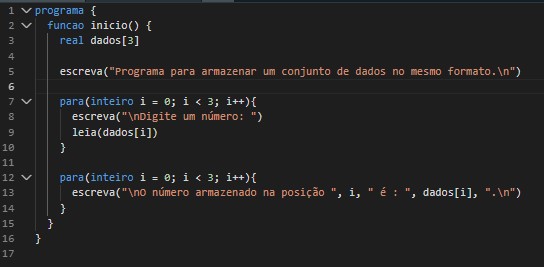 1 programa {
2 funcao inicio() {
3 real dados[3]
4
5 escreva("Programa para armazenar um conjunto de dados no mesmo formato.\n")
6
7 para(inteiro i = 0; i < 3; i++){
8 escreva("\nDigite um número: ")
9 leia(dados[i])
10 }
11
12 para(inteiro i = 0; i < 3; i++){
13 escreva("\nO número armazenado na posição ", i, " é : ", dados[i], ".\n")
14 }
15 }
16 }
17